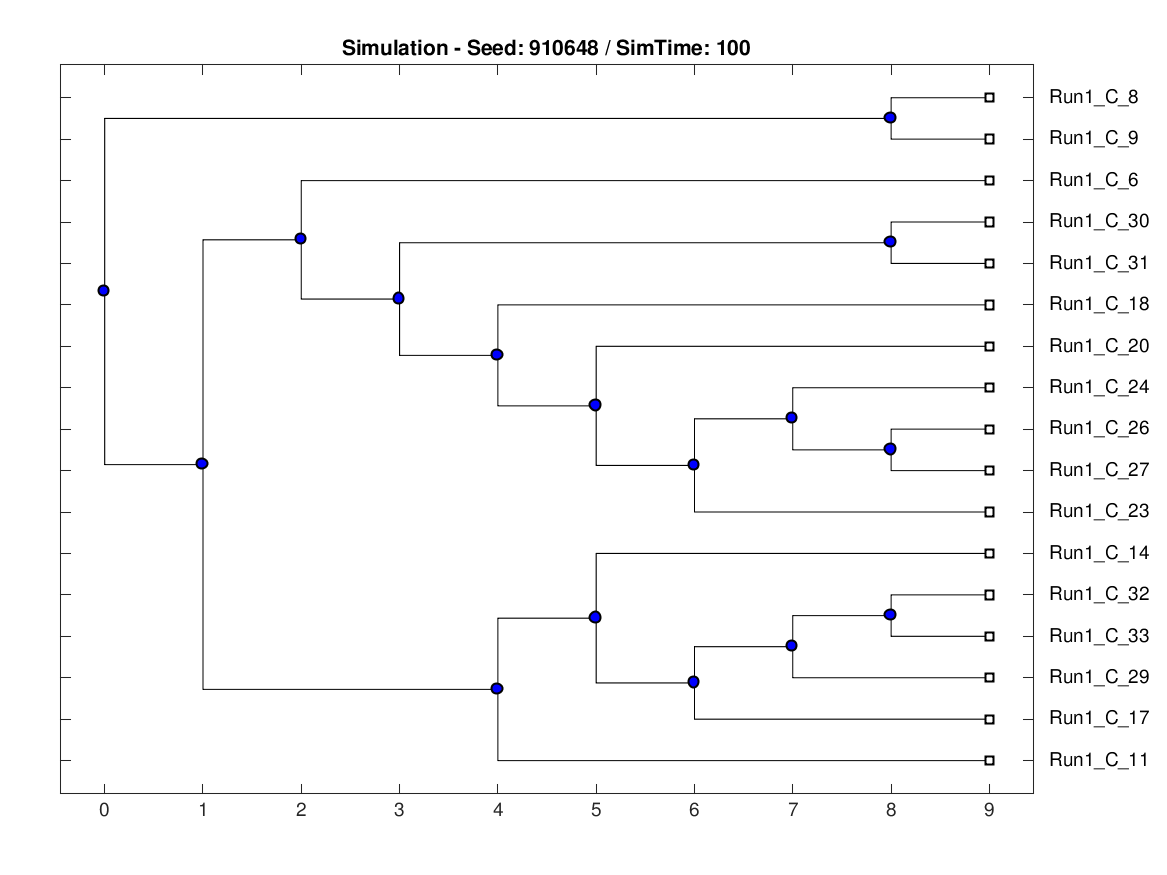 Simulation - Seed: 910648 / SimTime: 100
Run1_C_8
Run1_C_9
Run1_C_6
Run1_C_30
Run1_C_31
Run1_C_18
Run1_C_20
Run1_C_24
Run1_C_26
Run1_C_27
Run1_C_23
Run1_C_14
Run1_C_32
Run1_C_33
Run1_C_29
Run1_C_17
Run1_C_11
0 1 2 3 4 5 6 7 8 9